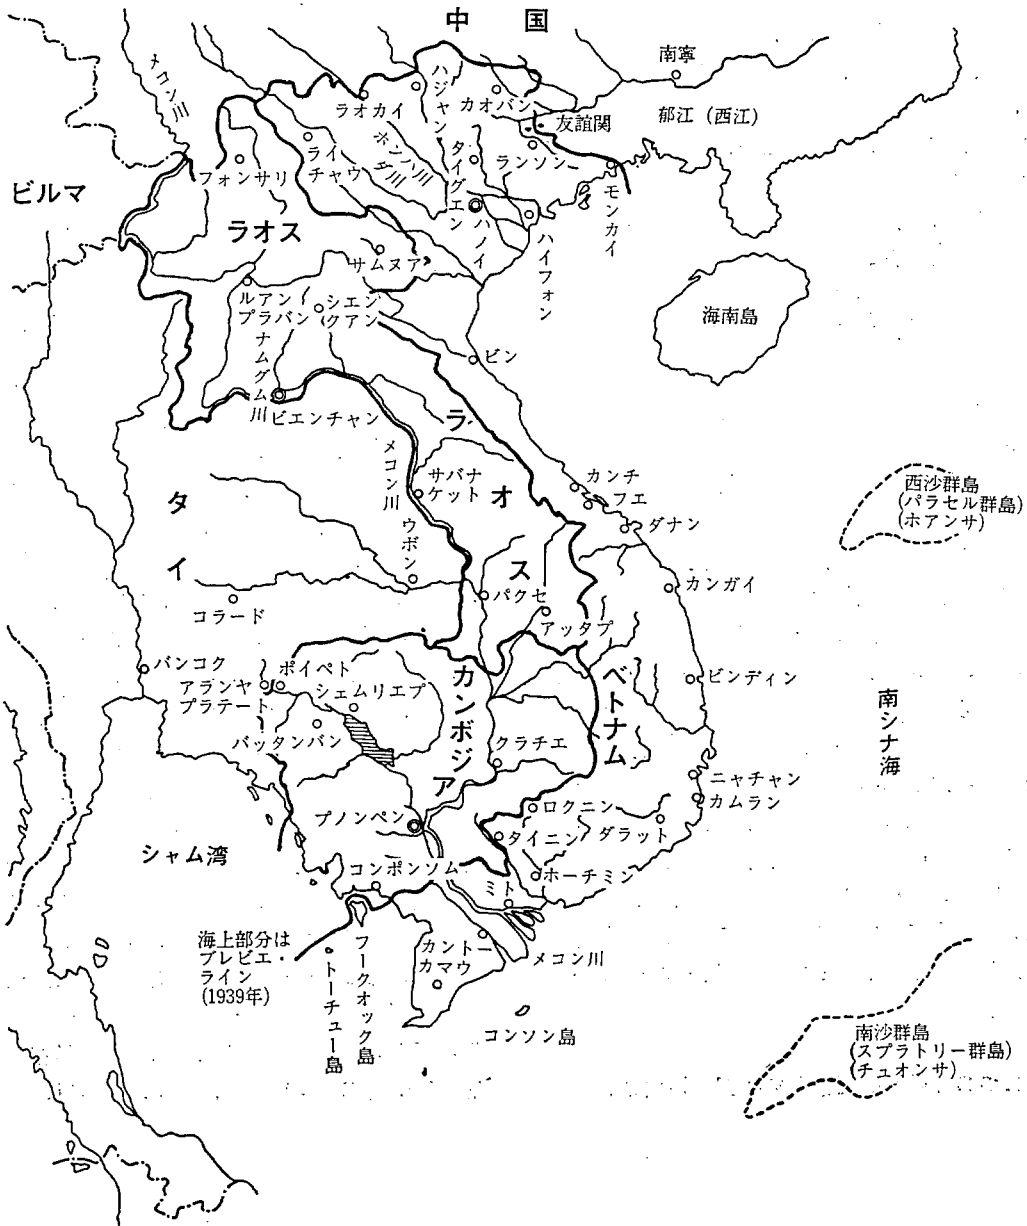 中　国
メコン川
南寧
ハジャン
ラオカイ
カオバン
友誼関
郁江（西江）
ホンハ川
ダ川
タイグエン
ライ
チャウ
ランソン
フォンサリ
モンカイ
ビルマ
ラオス
ハノイ
ハイフォン
サムヌア
ルアン
プラバン
シエン
クアン
海南島
ナムグム川
ビン
ビエンチャン
ラオス
メコン川
サバナ
ケット
カンチ
フエ
西沙群島
(パラセル群島)
(ホアンサ)
タイ
ウボン
ダナン
カンガイ
パクセ
コラード
アッタプ
バンコク
ポイペト
アランヤ
プラテート
シェムリエプ
カンボジア
ベトナム
ビンディン
南シナ海
バッタンバン
クラチエ
ニャチャン
カムラン
ロクニン
プノンペン
タイニン
ダラット
シャム湾
コンポンソム
ホーチミン
ミト
海上部分は
ブレビエ・
ライン
(1939年)
フークオック島
トーチュー島
カントー
カマウ
メコン川
コンソン島
南沙群島
(スプラトリー群島)
(チュオンサ)